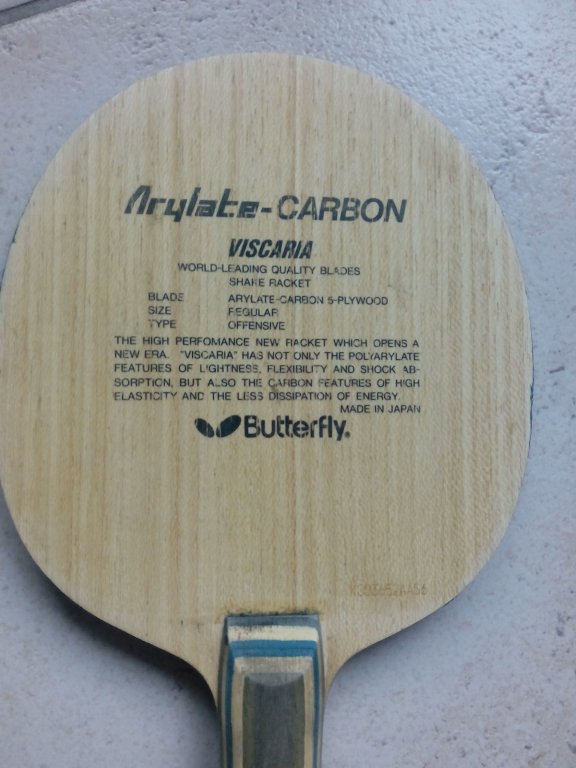 Arylate-CARBON
VISCARIA
WORLD-LEADING QUALITY BLADES
SHAKE RACKET
BLADE ARYLATE-CARBON 5-PLYWOOD
SIZE REGULAR
TYPE OFFENSIVE
THE HIGH PERFOMANCE NEW RACKET WHICH OPENS A
NEW ERA. "VISCARIA" HAS NOT ONLY THE POLYARYLATE
FEATURES OF LIGHTNESS, FLEXIBILITY AND SHOCK AB-
SORPTION, BUT ALSO THE CARBON FEATURES OF HIGH
ELASTICITY AND THE LESS DISSIPATION OF ENERGY.
MADE IN JAPAN
Butterfly®